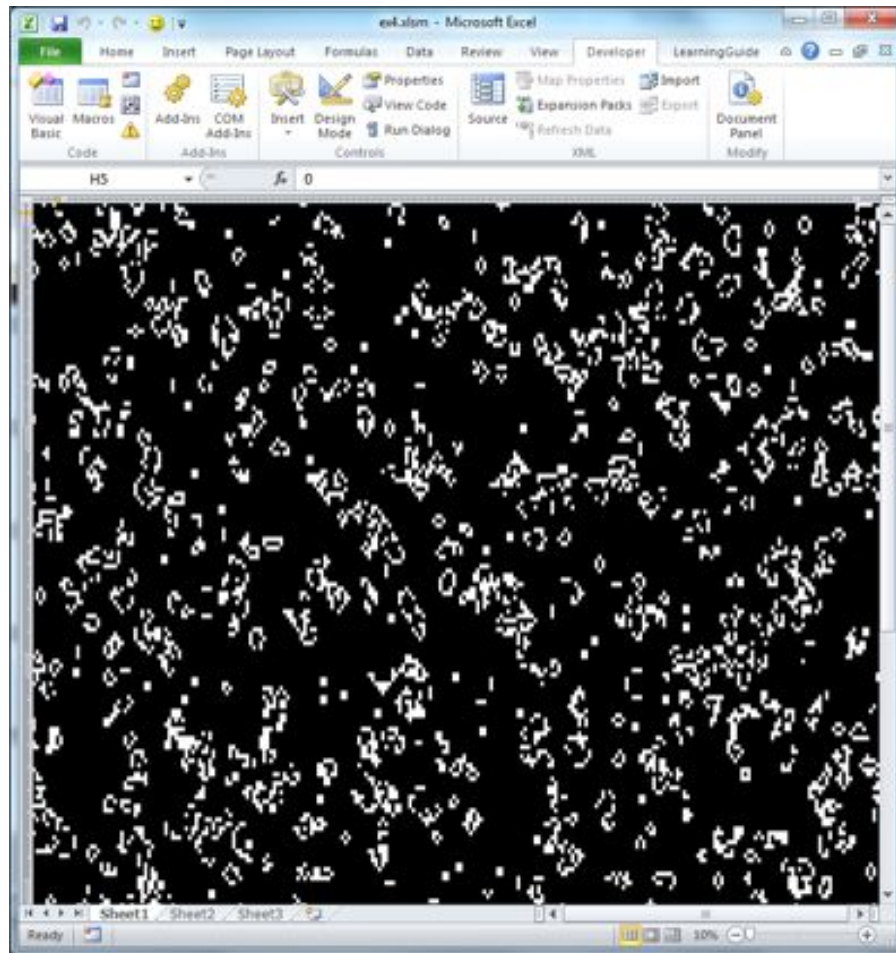 ex4.xlsm - Microsoft Excel
File Home Insert Page Layout Formulas Data Review View Developer LearningGuide
Properties Map Properties Import
View Code Expansion Packs Export
Visual Basic Macros Add-Ins COM Add-Ins Insert Design Mode Run Dialog Source Refresh Data Document Panel
Code Add-Ins Controls XML Modify
H5 fx 0
Sheet1 Sheet2 Sheet3
Ready 10%